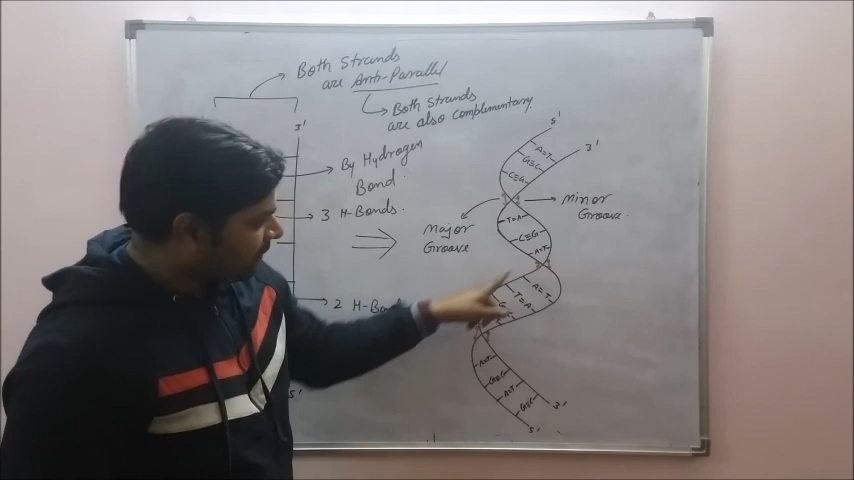 Both Strands
are Anti-Parallel
Both Strands
are also complementary.
3'
By Hydrogen
Bond.
3 H-Bonds.
2 H-Bon
5'
Major
Groove
Minor
Groove.
5'
3'
A=T
G≡C
C≡G
T=A
C≡G
A=T
A=T
T=A
G
A=T
G≡C
A=T
G≡C
3'
5'